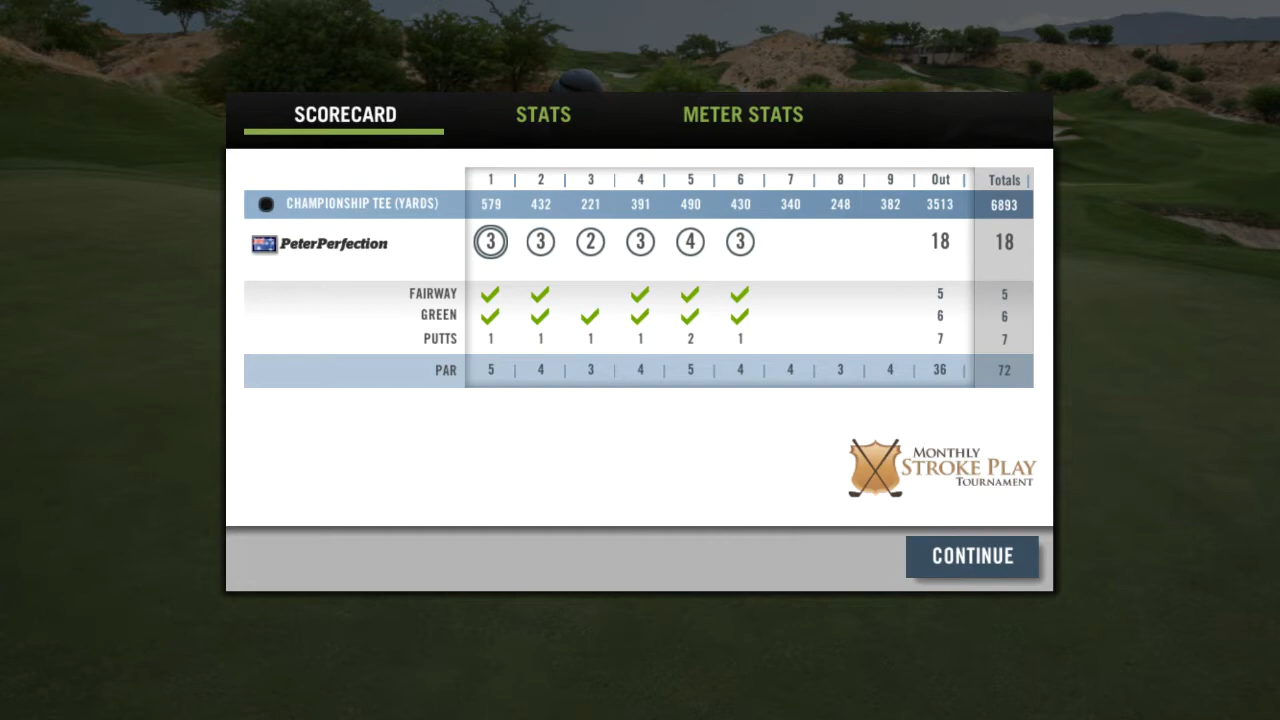 SCORECARD STATS METER STATS
1 | 2 | 3 | 4 | 5 | 6 | 7 | 8 | 9 | Out | Totals |
CHAMPIONSHIP TEE (YARDS) 579 432 221 391 490 430 340 248 382 3513 6893
PeterPerfection 3 3 2 3 4 3 18 18
FAIRWAY 5 5
GREEN 6 6
PUTTS 1 1 1 1 2 1 7 7
PAR 5 | 4 | 3 | 4 | 5 | 4 | 4 | 3 | 4 | 36 | 72
MONTHLY
STROKE PLAY
TOURNAMENT
CONTINUE